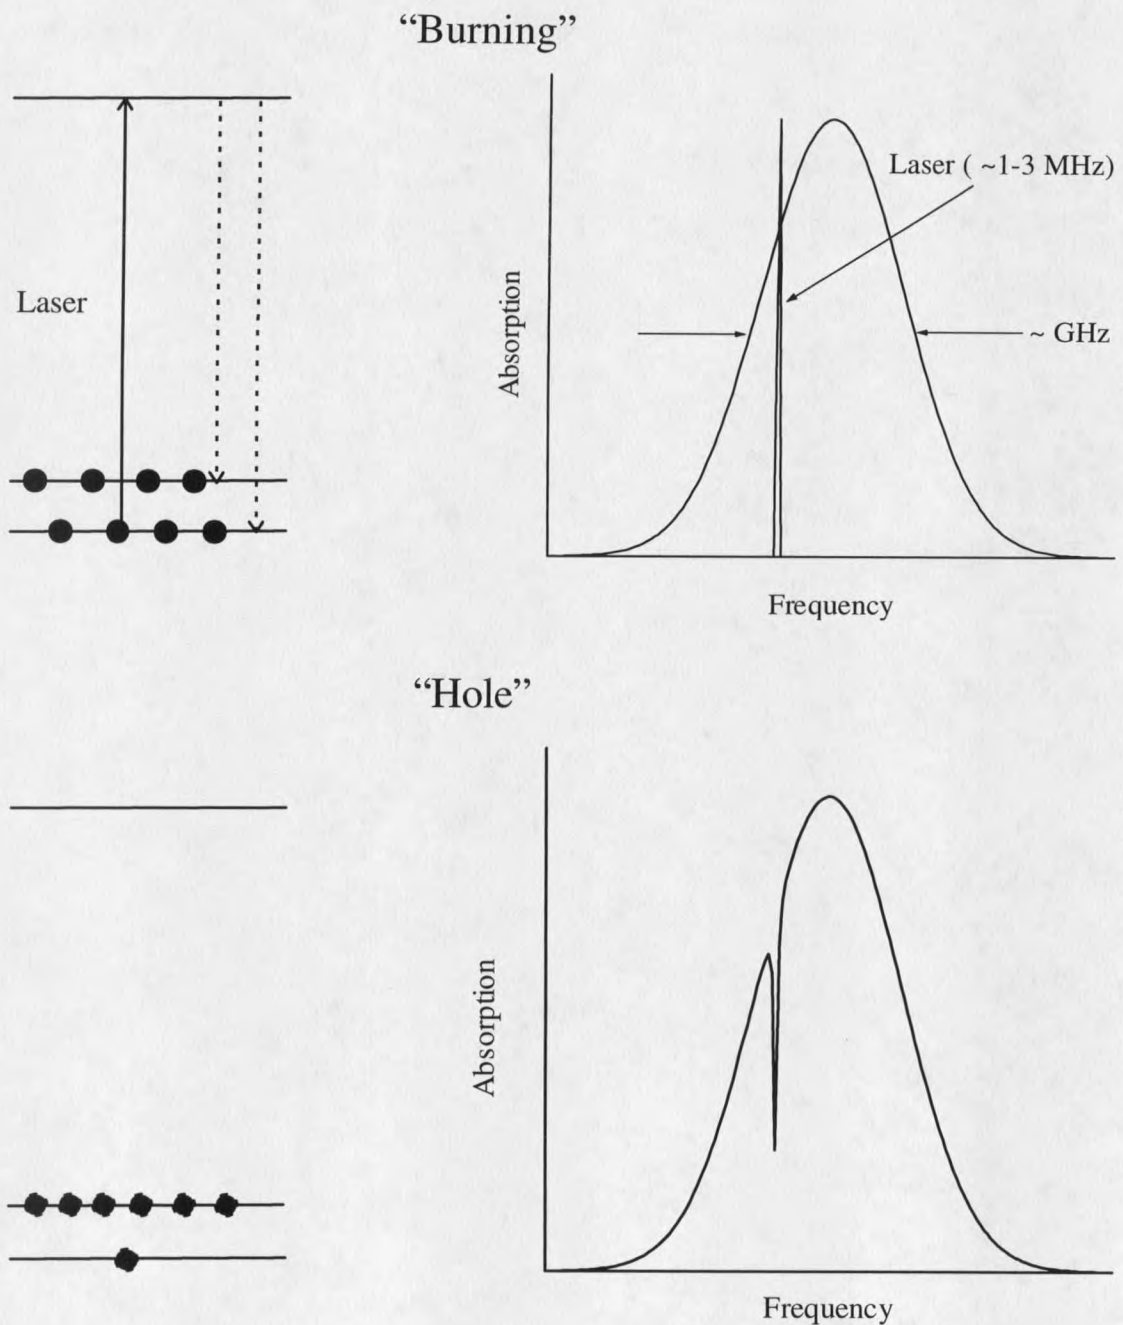 “Burning”
Laser ( ~1-3 MHz)
Laser
Absorption
~ GHz
Frequency
“Hole”
Absorption
Frequency